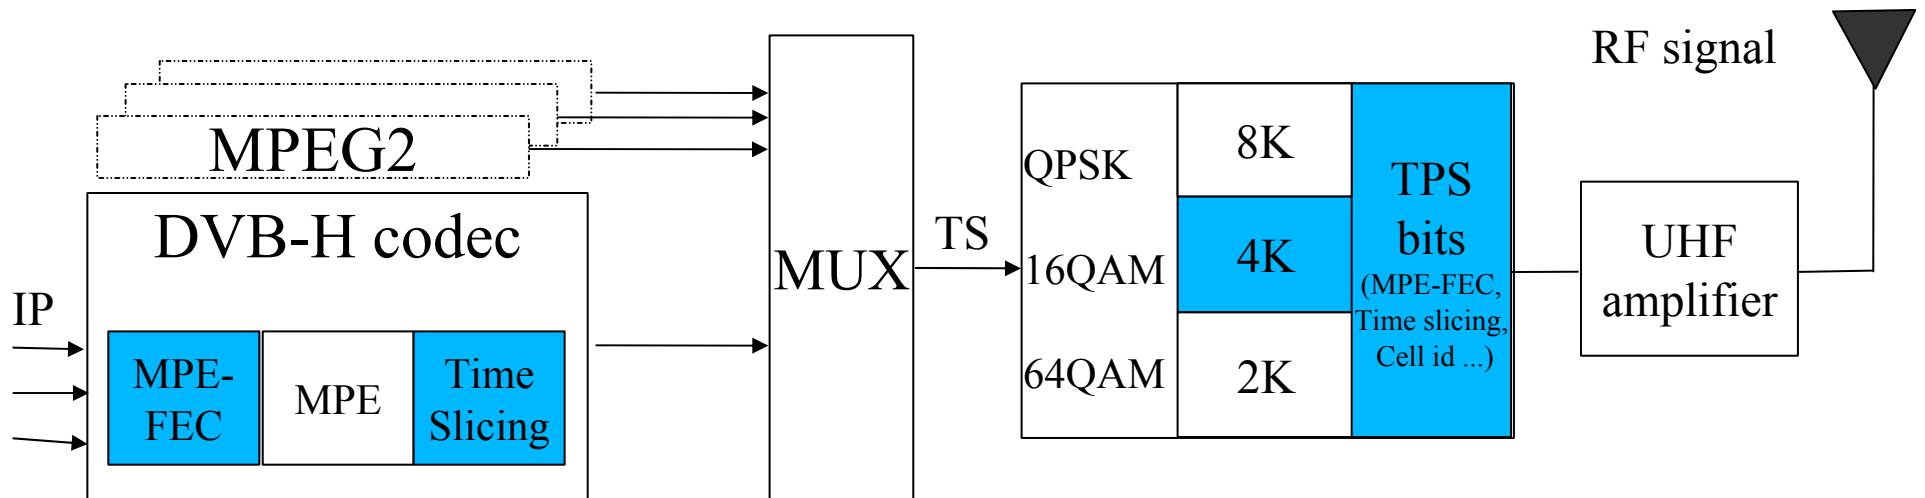 RF signal
MPEG2
DVB-H codec
IP
MPE-
FEC
MPE
Time
Slicing
MUX
TS
QPSK
16QAM
64QAM
8K
4K
2K
TPS
bits
(MPE-FEC,
Time slicing,
Cell id ...)
UHF
amplifier